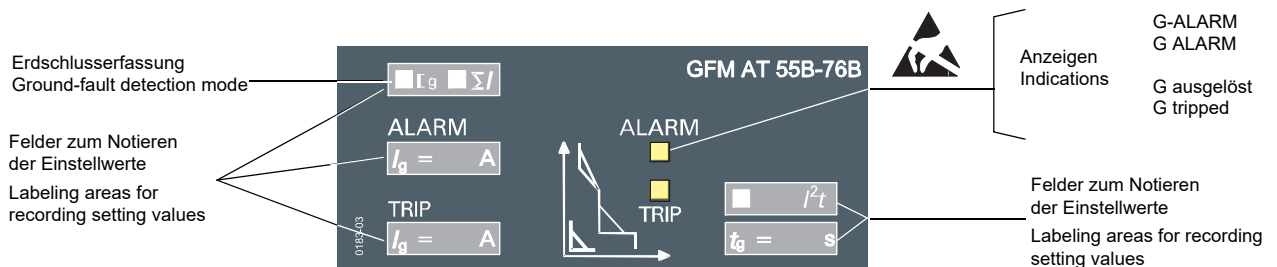 Erdschlusserfassung
Ground-fault detection mode
Felder zum Notieren
der Einstellwerte
Labeling areas for
recording setting values
GFM AT 55B-76B
g ΣI
ALARM
Ig = A
TRIP
Ig = A
0183-03
ALARM
TRIP
I²t
tg = s
Anzeigen
Indications
G-ALARM
G ALARM
G ausgelöst
G tripped
Felder zum Notieren
der Einstellwerte
Labeling areas for recording
setting values